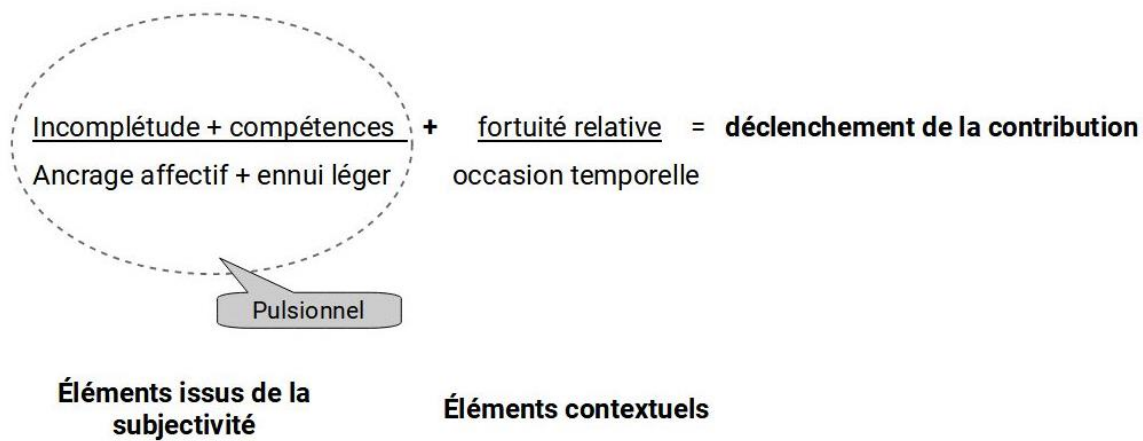 Incomplétude + compétences + fortuité relative = déclenchement de la contribution
Ancrage affectif + ennui léger occasion temporelle
Pulsionnel
Éléments issus de la
subjectivité
Éléments contextuels